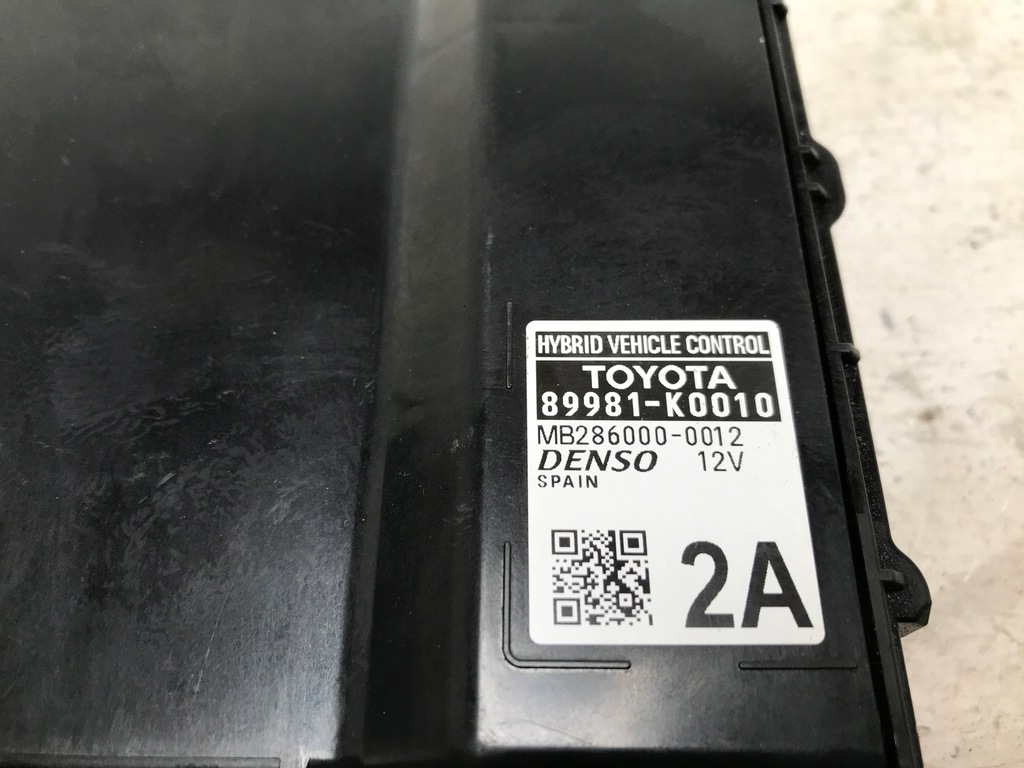 HYBRID VEHICLE CONTROL
TOYOTA
89981-K0010
MB286000-0012
DENSO 12V
SPAIN
2A